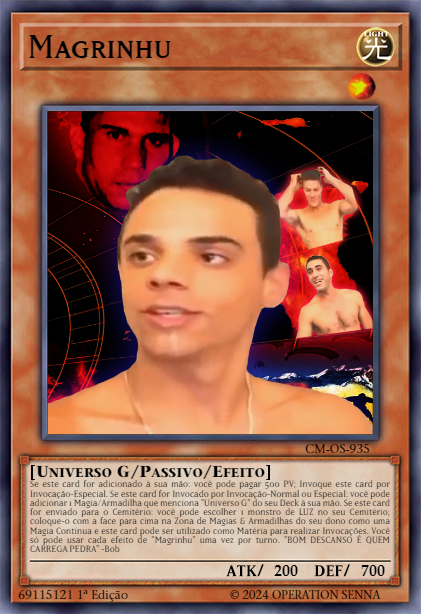 Magrinhu
LIGHT
光
CM-OS-935
[Universo G/Passivo/Efeito]
Se este card for adicionado à sua mão: você pode pagar 500 PV; Invoque este card por
Invocação-Especial. Se este card for Invocado por Invocação-Normal ou Especial: você pode
adicionar 1 Magia/Armadilha que menciona "Universo G" do seu Deck à sua mão. Se este card
for enviado para o Cemitério: você pode escolher 1 monstro de LUZ no seu Cemitério;
coloque-o com a face para cima na Zona de Magias & Armadilhas do seu dono como uma
Magia Contínua e este card pode ser utilizado como Matéria para realizar Invocações. Você
só pode usar cada efeito de "Magrinhu" uma vez por turno. "BOM DESCANSO É QUEM
CARREGA PEDRA" -Bob
ATK/ 200 DEF/ 700
69115121 1ª Edição ©2024 OPERATION SENNA